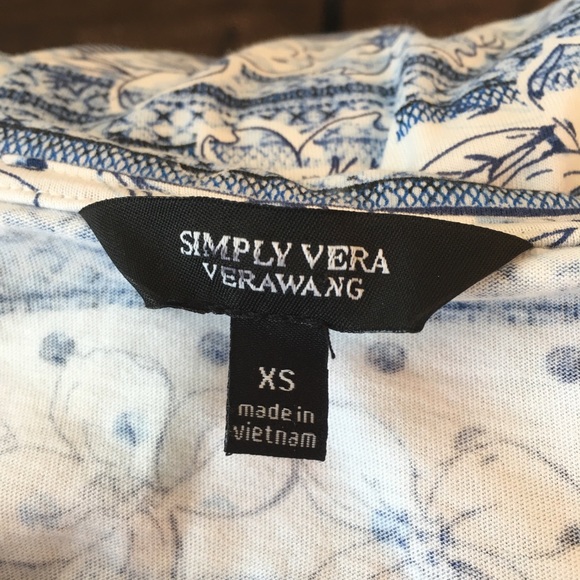 SIMPLY VERA
VERAWANG
XS
made in
vietnam